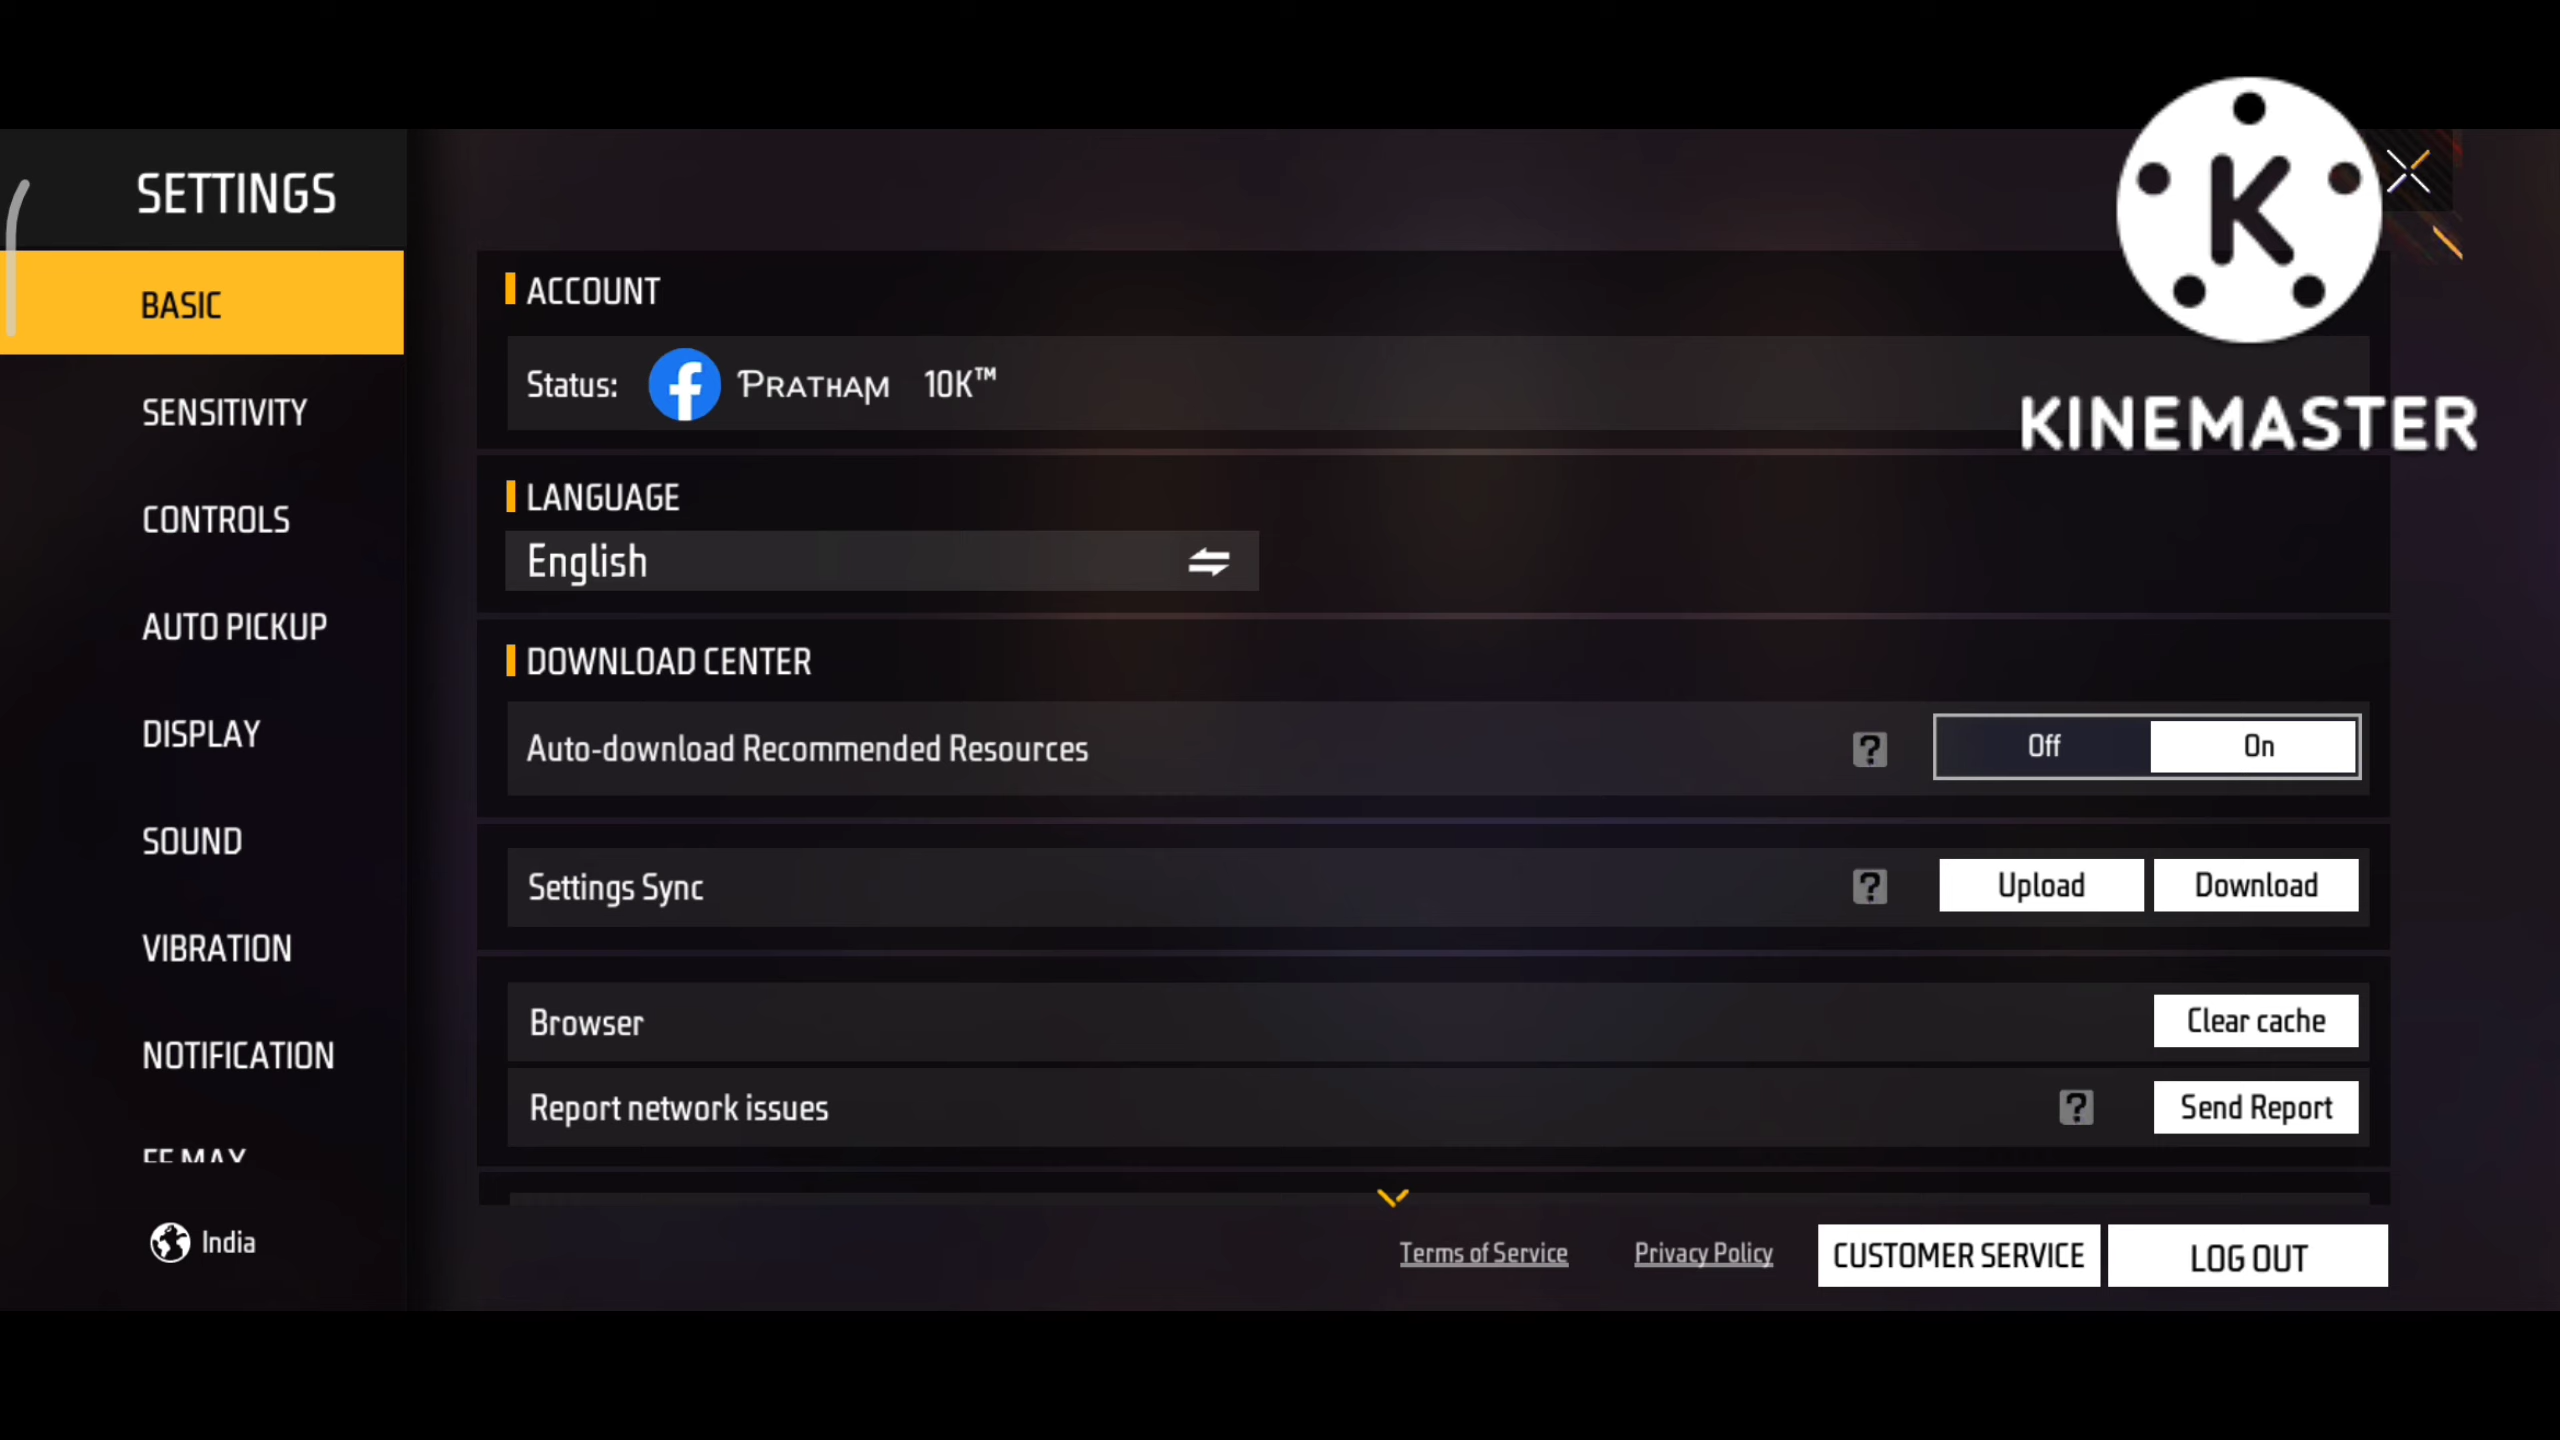 SETTINGS
BASIC
SENSITIVITY
CONTROLS
AUTO PICKUP
DISPLAY
SOUND
VIBRATION
NOTIFICATION
FF MAX
India
ACCOUNT
Status: PRATHAM 10K™
LANGUAGE
English
DOWNLOAD CENTER
Auto-download Recommended Resources ? Off On
Settings Sync ? Upload Download
Browser Clear cache
Report network issues ? Send Report
Terms of Service Privacy Policy CUSTOMER SERVICE LOG OUT
K
KINEMASTER